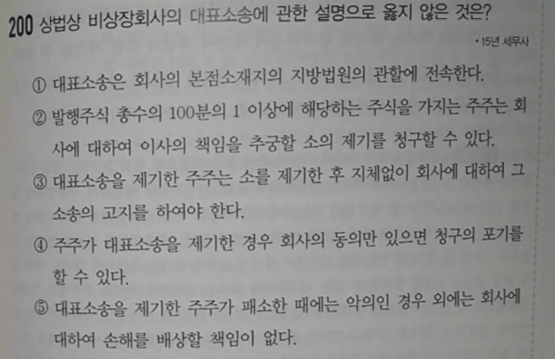 200 상법상 비상장회사의 대표소송에 관한 설명으로 옳지 않은 것은?
• 15년 세무사
① 대표소송은 회사의 본점소재지의 지방법원의 관할에 전속한다.
② 발행주식 총수의 100분의 1 이상에 해당하는 주식을 가지는 주주는 회
사에 대하여 이사의 책임을 추궁할 소의 제기를 청구할 수 있다.
③ 대표소송을 제기한 주주는 소를 제기한 후 지체없이 회사에 대하여 그
소송의 고지를 하여야 한다.
④ 주주가 대표소송을 제기한 경우 회사의 동의만 있으면 청구의 포기를
할 수 있다.
⑤ 대표소송을 제기한 주주가 패소한 때에는 악의인 경우 외에는 회사에
대하여 손해를 배상할 책임이 없다.